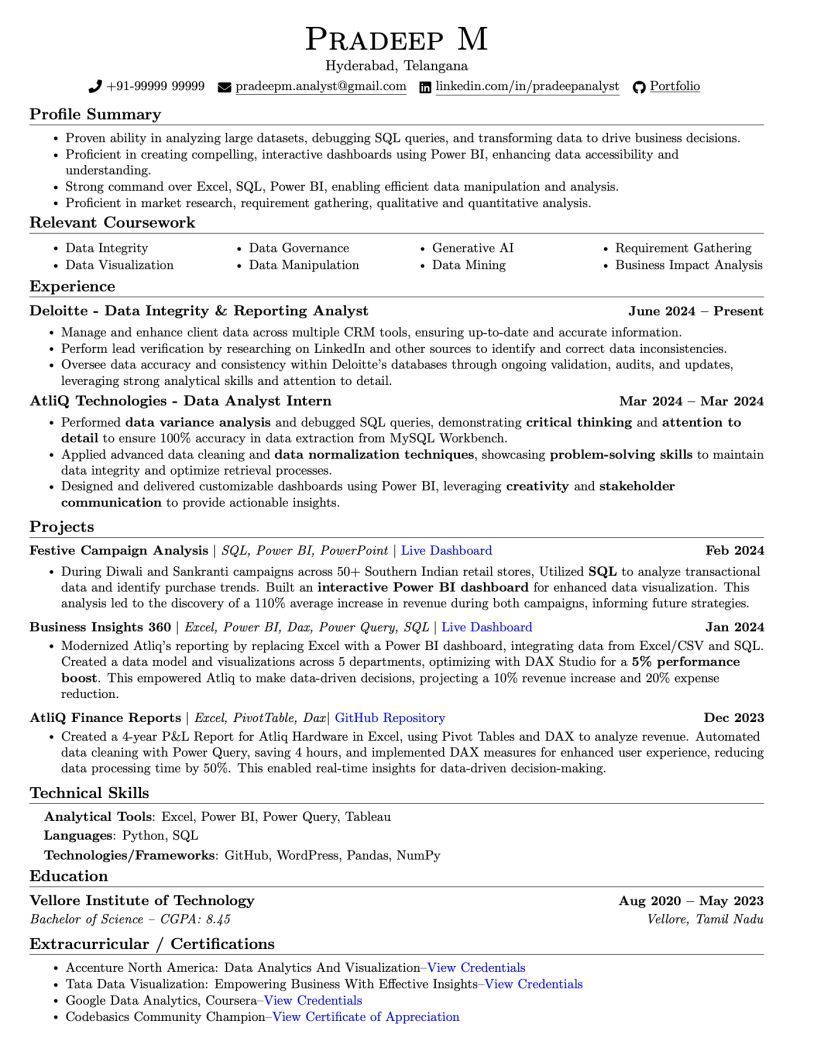 Pradeep M
Hyderabad, Telangana
+91-99999 99999 pradeepm.analyst@gmail.com linkedin.com/in/pradeepanalyst Portfolio
Profile Summary
• Proven ability in analyzing large datasets, debugging SQL queries, and transforming data to drive business decisions.
• Proficient in creating compelling, interactive dashboards using Power BI, enhancing data accessibility and
understanding.
• Strong command over Excel, SQL, Power BI, enabling efficient data manipulation and analysis.
• Proficient in market research, requirement gathering, qualitative and quantitative analysis.
Relevant Coursework
• Data Integrity • Data Governance • Generative AI • Requirement Gathering
• Data Visualization • Data Manipulation • Data Mining • Business Impact Analysis
Experience
Deloitte - Data Integrity & Reporting Analyst June 2024 – Present
• Manage and enhance client data across multiple CRM tools, ensuring up-to-date and accurate information.
• Perform lead verification by researching on LinkedIn and other sources to identify and correct data inconsistencies.
• Oversee data accuracy and consistency within Deloitte's databases through ongoing validation, audits, and updates,
leveraging strong analytical skills and attention to detail.
AtliQ Technologies - Data Analyst Intern Mar 2024 – Mar 2024
• Performed data variance analysis and debugged SQL queries, demonstrating critical thinking and attention to
detail to ensure 100% accuracy in data extraction from MySQL Workbench.
• Applied advanced data cleaning and data normalization techniques, showcasing problem-solving skills to maintain
data integrity and optimize retrieval processes.
• Designed and delivered customizable dashboards using Power BI, leveraging creativity and stakeholder
communication to provide actionable insights.
Projects
Festive Campaign Analysis | SQL, Power BI, PowerPoint | Live Dashboard Feb 2024
• During Diwali and Sankranti campaigns across 50+ Southern Indian retail stores, Utilized SQL to analyze transactional
data and identify purchase trends. Built an interactive Power BI dashboard for enhanced data visualization. This
analysis led to the discovery of a 110% average increase in revenue during both campaigns, informing future strategies.
Business Insights 360 | Excel, Power BI, Dax, Power Query, SQL | Live Dashboard Jan 2024
• Modernized Atliq's reporting by replacing Excel with a Power BI dashboard, integrating data from Excel/CSV and SQL.
Created a data model and visualizations across 5 departments, optimizing with DAX Studio for a 5% performance
boost. This empowered Atliq to make data-driven decisions, projecting a 10% revenue increase and 20% expense
reduction.
AtliQ Finance Reports | Excel, PivotTable, Dax| GitHub Repository Dec 2023
• Created a 4-year P&L Report for Atliq Hardware in Excel, using Pivot Tables and DAX to analyze revenue. Automated
data cleaning with Power Query, saving 4 hours, and implemented DAX measures for enhanced user experience, reducing
data processing time by 50%. This enabled real-time insights for data-driven decision-making.
Technical Skills
Analytical Tools: Excel, Power BI, Power Query, Tableau
Languages: Python, SQL
Technologies/Frameworks: GitHub, WordPress, Pandas, NumPy
Education
Vellore Institute of Technology Aug 2020 – May 2023
Bachelor of Science – CGPA: 8.45 Vellore, Tamil Nadu
Extracurricular / Certifications
• Accenture North America: Data Analytics And Visualization–View Credentials
• Tata Data Visualization: Empowering Business With Effective Insights–View Credentials
• Google Data Analytics, Coursera–View Credentials
• Codebasics Community Champion–View Certificate of Appreciation